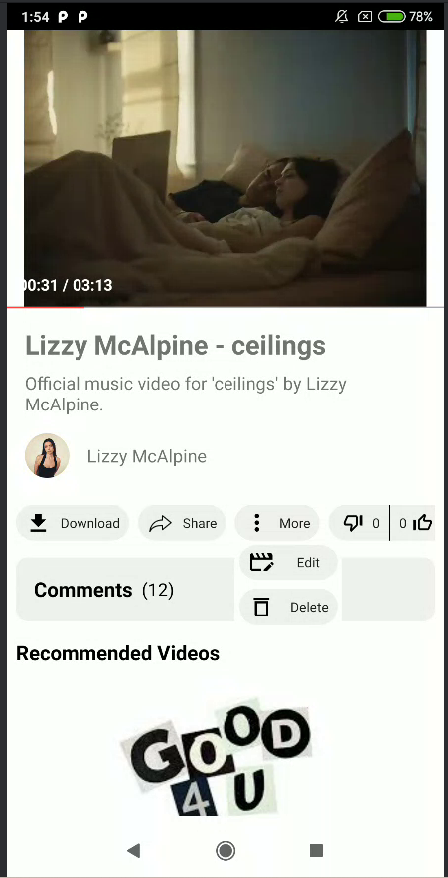 1:54 78%
00:31 / 03:13
Lizzy McAlpine - ceilings
Official music video for 'ceilings' by Lizzy
McAlpine.
Lizzy McAlpine
Download Share More 0 0
Edit
Comments (12)
Delete
Recommended Videos
GOOD
4 U